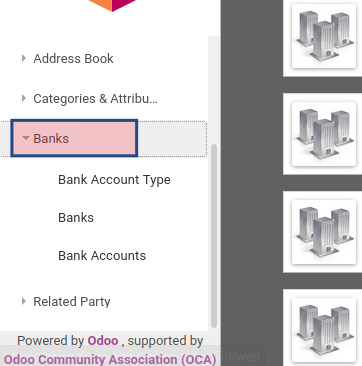 Address Book
Categories & Attribu...
Banks
Bank Account Type
Banks
Bank Accounts
Related Party
Powered by Odoo , supported by
Odoo Community Association (OCA)
d/web